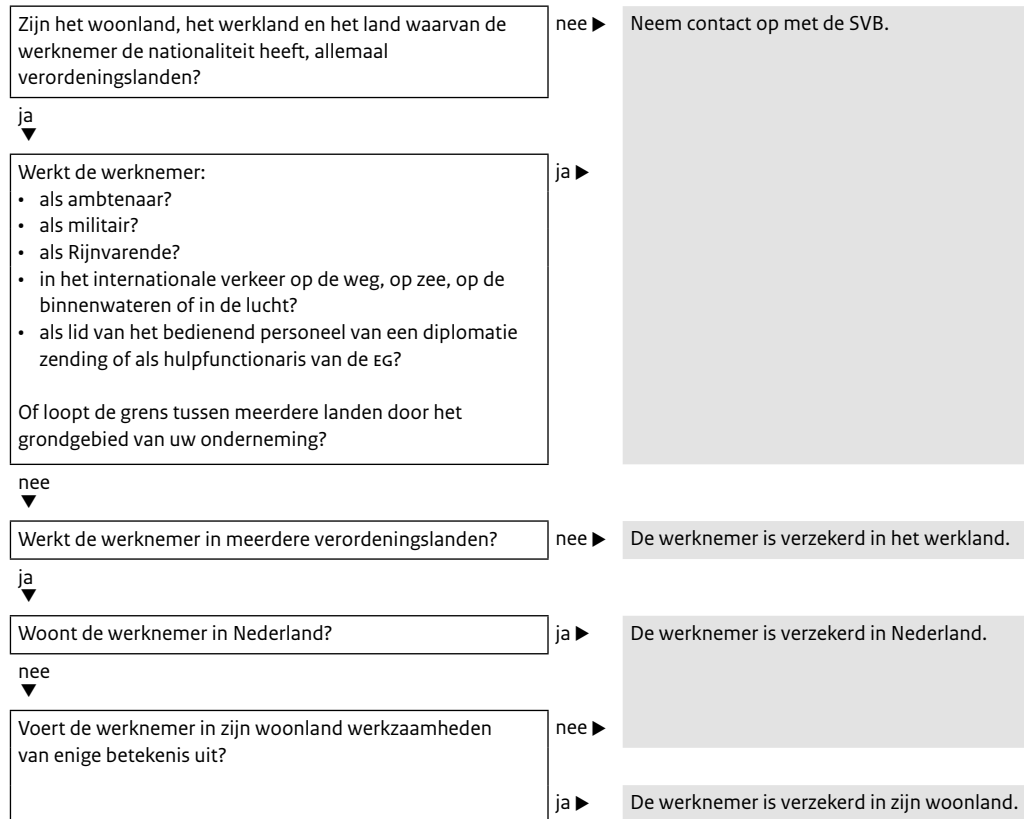 Zijn het woonland, het werkland en het land waarvan de
werknemer de nationaliteit heeft, allemaal
verordeningslanden?
nee ▶
Neem contact op met de SVB.
ja
▼
Werkt de werknemer:
• als ambtenaar?
• als militair?
• als Rijnvarende?
• in het internationale verkeer op de weg, op zee, op de
binnenwateren of in de lucht?
• als lid van het bedienend personeel van een diplomatie
zending of als hulpfunctionaris van de EG?
Of loopt de grens tussen meerdere landen door het
grondgebied van uw onderneming?
ja ▶
nee
▼
Werkt de werknemer in meerdere verordeningslanden?
nee ▶
De werknemer is verzekerd in het werkland.
ja
▼
Woont de werknemer in Nederland?
ja ▶
De werknemer is verzekerd in Nederland.
nee
▼
Voert de werknemer in zijn woonland werkzaamheden
van enige betekenis uit?
nee ▶
ja ▶
De werknemer is verzekerd in zijn woonland.